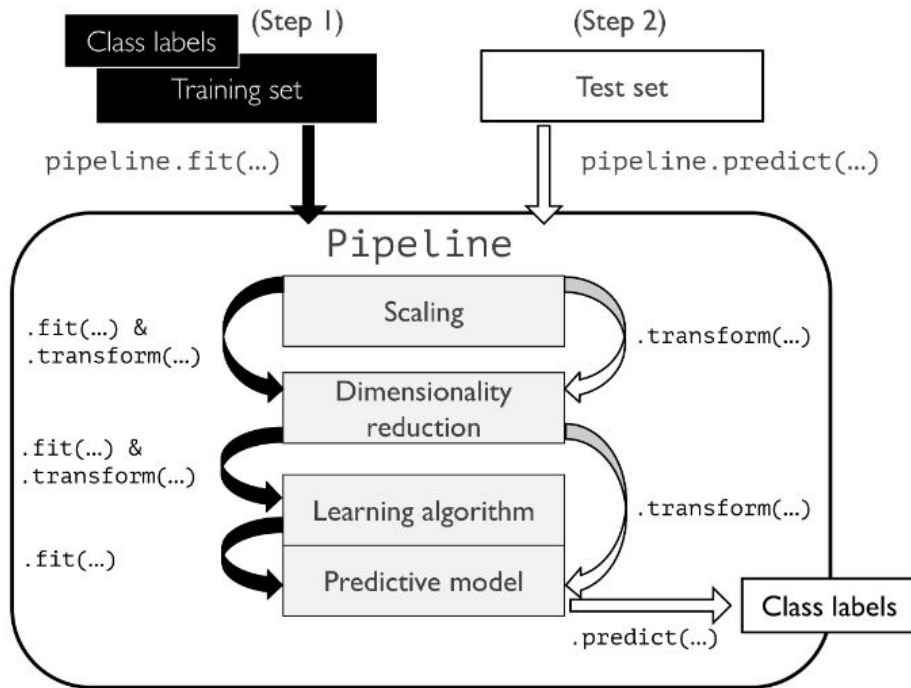 (Step 1)
(Step 2)
Class labels
Training set
Test set
pipeline.fit(...)
pipeline.predict(...)
Pipeline
Scaling
.fit(...) &
.transform(...)
.transform(...)
Dimensionality
reduction
.fit(...) &
.transform(...)
Learning algorithm
.transform(...)
.fit(...)
Predictive model
Class labels
.predict(...)